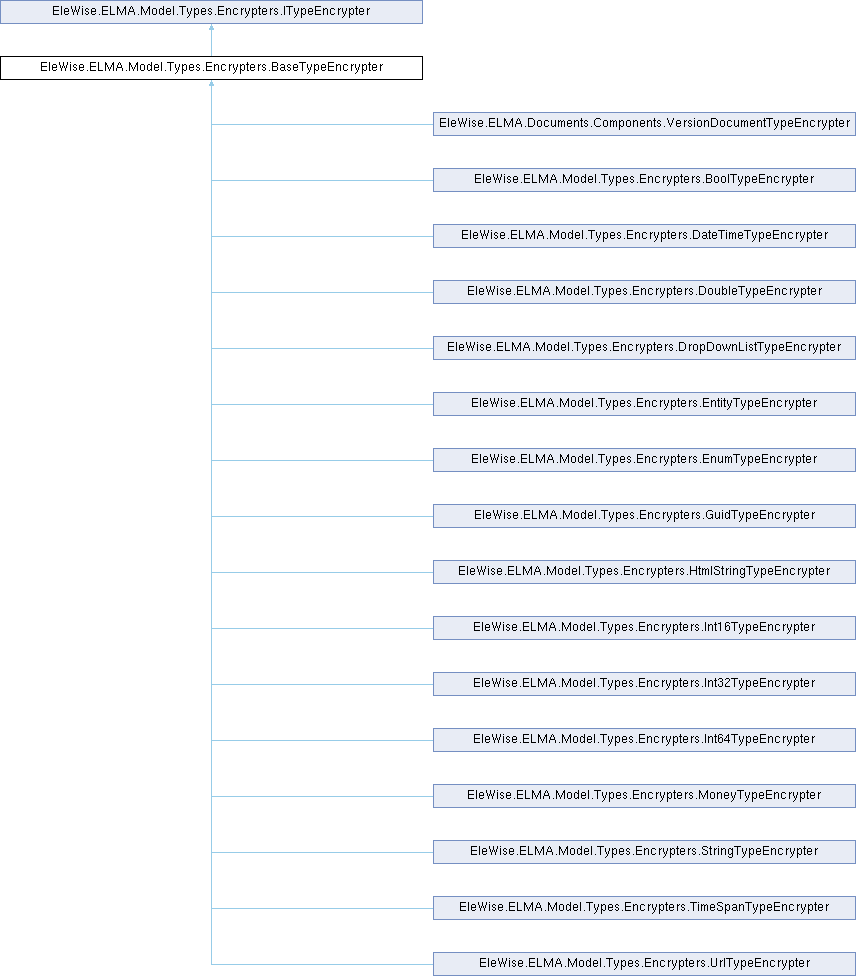 EleWise.ELMA.Model.Types.Encrypters.ITypeEncrypter
EleWise.ELMA.Model.Types.Encrypters.BaseTypeEncrypter
EleWise.ELMA.Documents.Components.VersionDocumentTypeEncrypter
EleWise.ELMA.Model.Types.Encrypters.BoolTypeEncrypter
EleWise.ELMA.Model.Types.Encrypters.DateTimeTypeEncrypter
EleWise.ELMA.Model.Types.Encrypters.DoubleTypeEncrypter
EleWise.ELMA.Model.Types.Encrypters.DropDownListTypeEncrypter
EleWise.ELMA.Model.Types.Encrypters.EntityTypeEncrypter
EleWise.ELMA.Model.Types.Encrypters.EnumTypeEncrypter
EleWise.ELMA.Model.Types.Encrypters.GuidTypeEncrypter
EleWise.ELMA.Model.Types.Encrypters.HtmlStringTypeEncrypter
EleWise.ELMA.Model.Types.Encrypters.Int16TypeEncrypter
EleWise.ELMA.Model.Types.Encrypters.Int32TypeEncrypter
EleWise.ELMA.Model.Types.Encrypters.Int64TypeEncrypter
EleWise.ELMA.Model.Types.Encrypters.MoneyTypeEncrypter
EleWise.ELMA.Model.Types.Encrypters.StringTypeEncrypter
EleWise.ELMA.Model.Types.Encrypters.TimeSpanTypeEncrypter
EleWise.ELMA.Model.Types.Encrypters.UrlTypeEncrypter